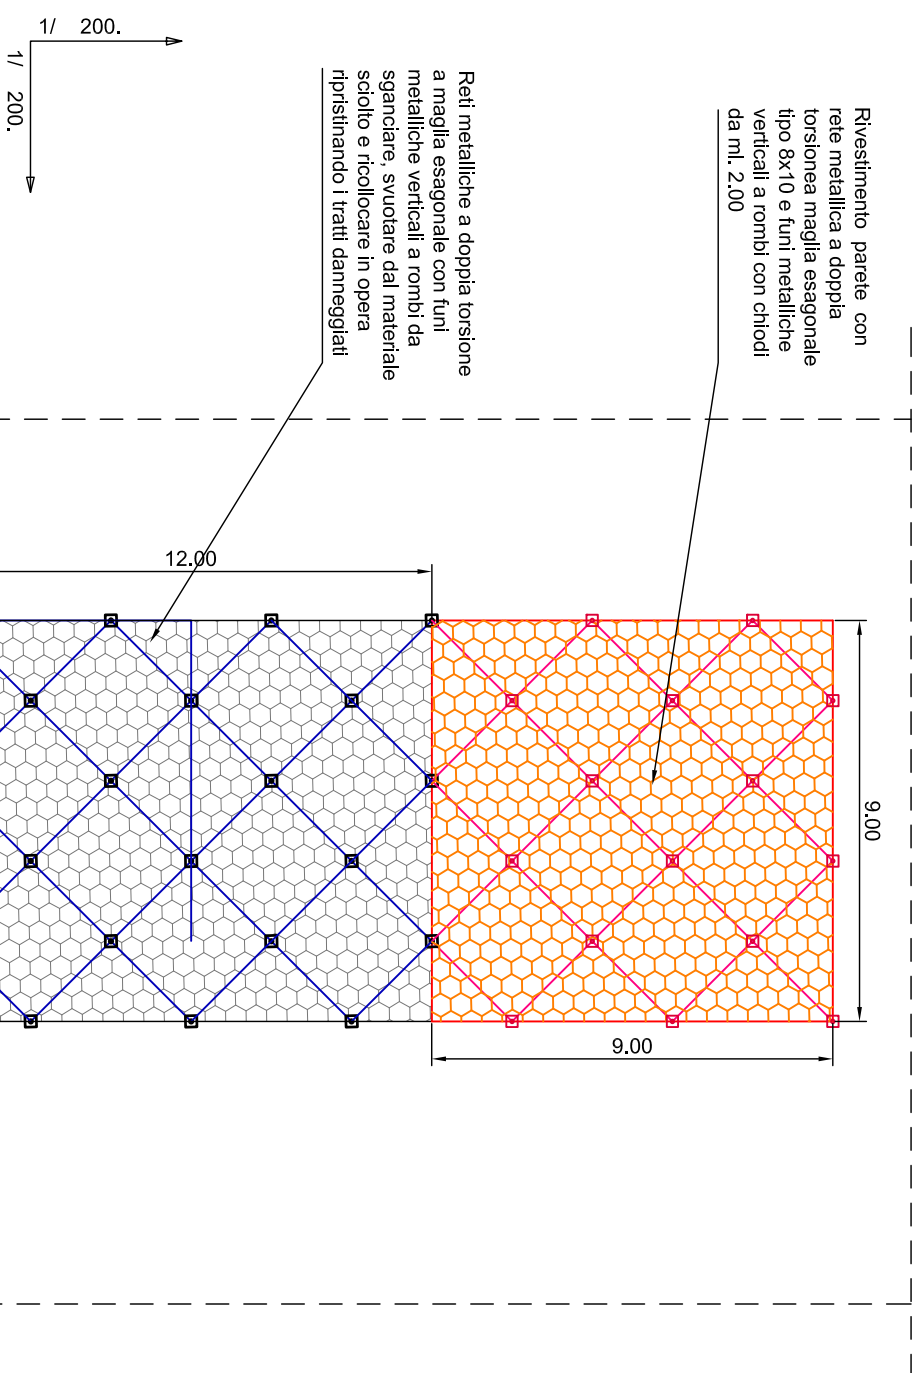 1/ 200.
1/ 200.
Rivestimento parete con
rete metallica a doppia
torsionea maglia esagonale
tipo 8x10 e funi metalliche
verticali a rombi con chiodi
da ml. 2.00
Reti metalliche a doppia torsione
a maglia esagonale con funi
metalliche verticali a rombi da
sganciare, svuotare dal materiale
sciolto e ricollocare in opera
ripristinando i tratti danneggiati
12.00
9.00
9.00